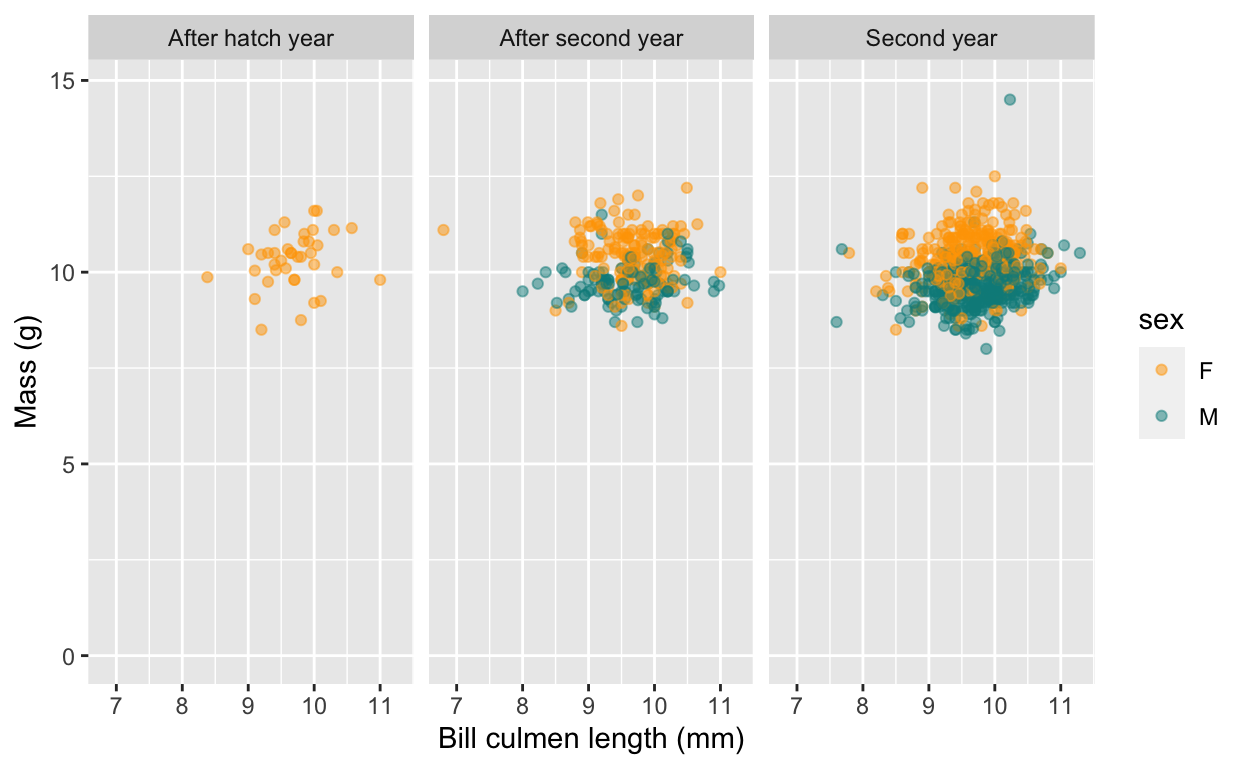 After hatch year
After second year
Second year
15
10
5
0
Mass (g)
7 8 9 10 11
7 8 9 10 11
7 8 9 10 11
Bill culmen length (mm)
sex
F
M